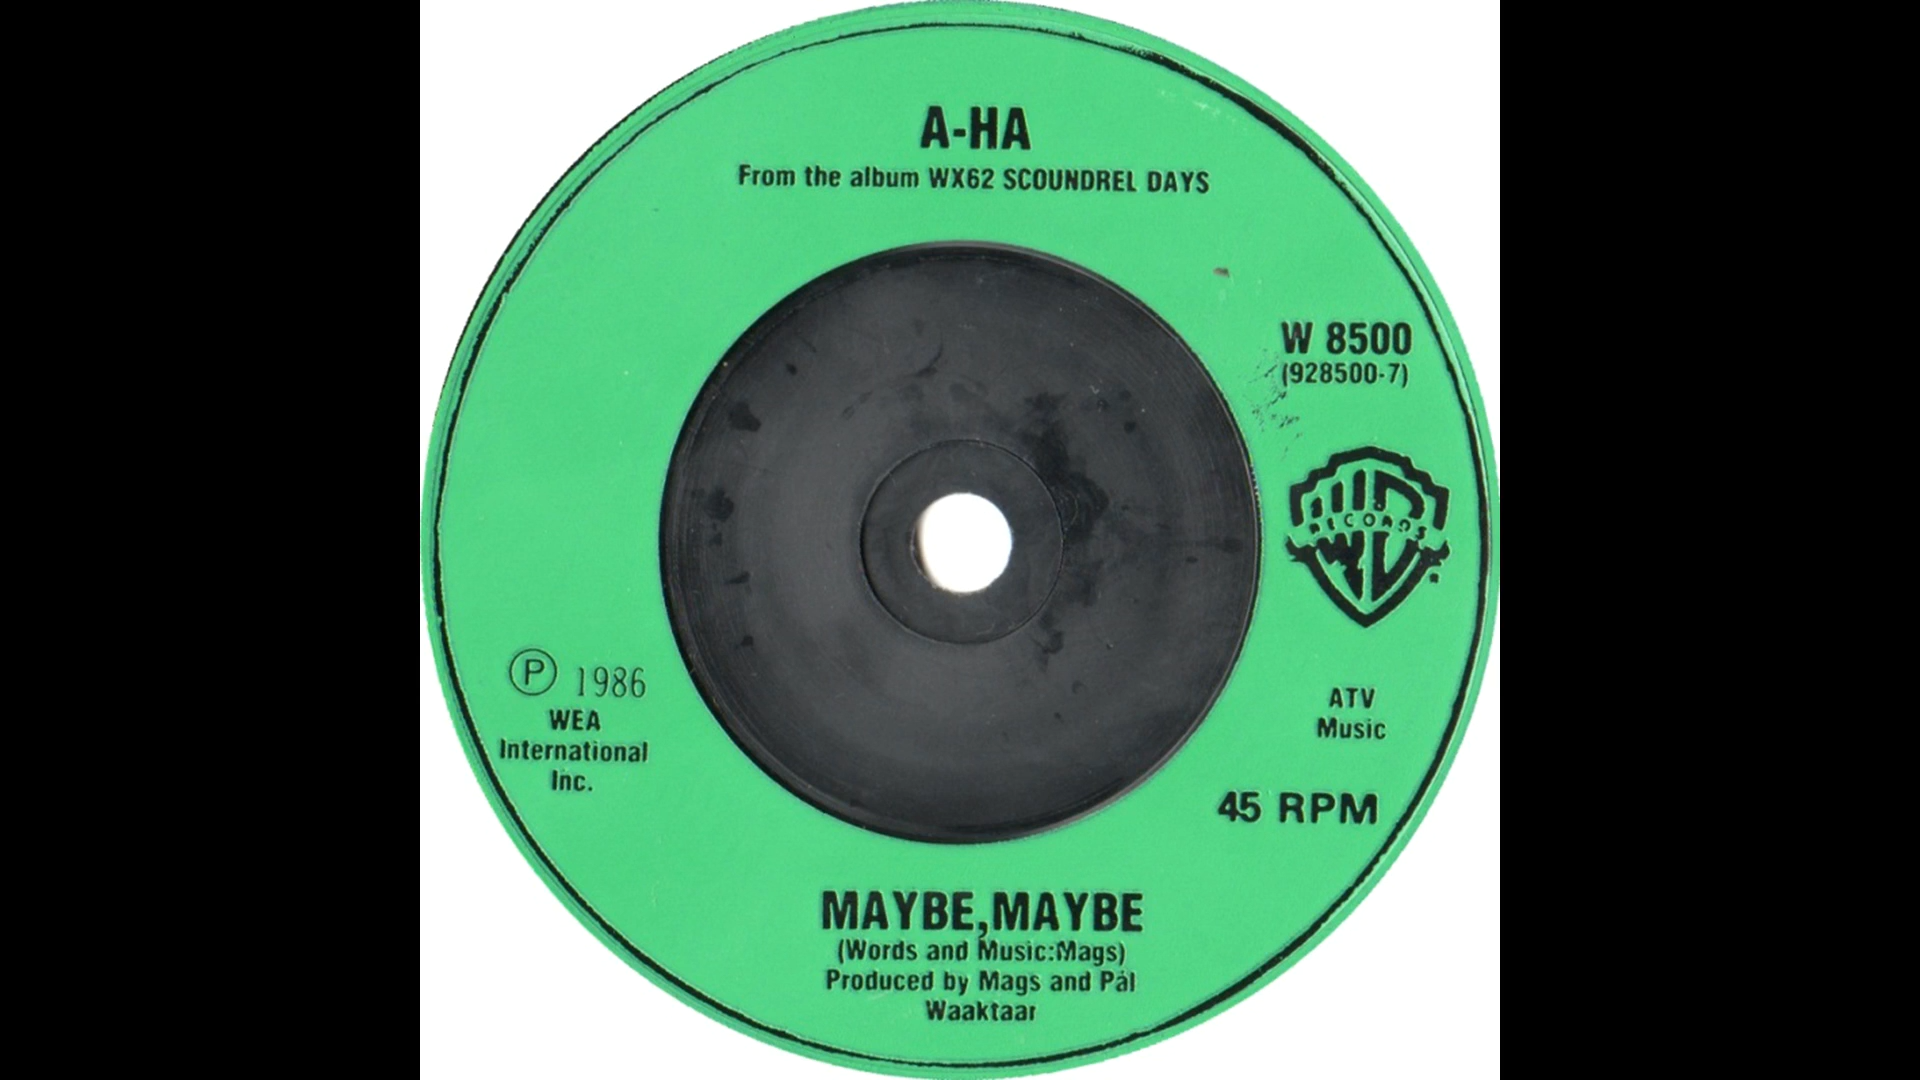 A-HA
From the album WX62 SCOUNDREL DAYS
W 8500
(928500-7)
RECORDS
Ⓟ 1986
WEA
International
Inc.
ATV
Music
45 RPM
MAYBE,MAYBE
(Words and Music:Mags)
Produced by Mags and Pål
Waaktaar